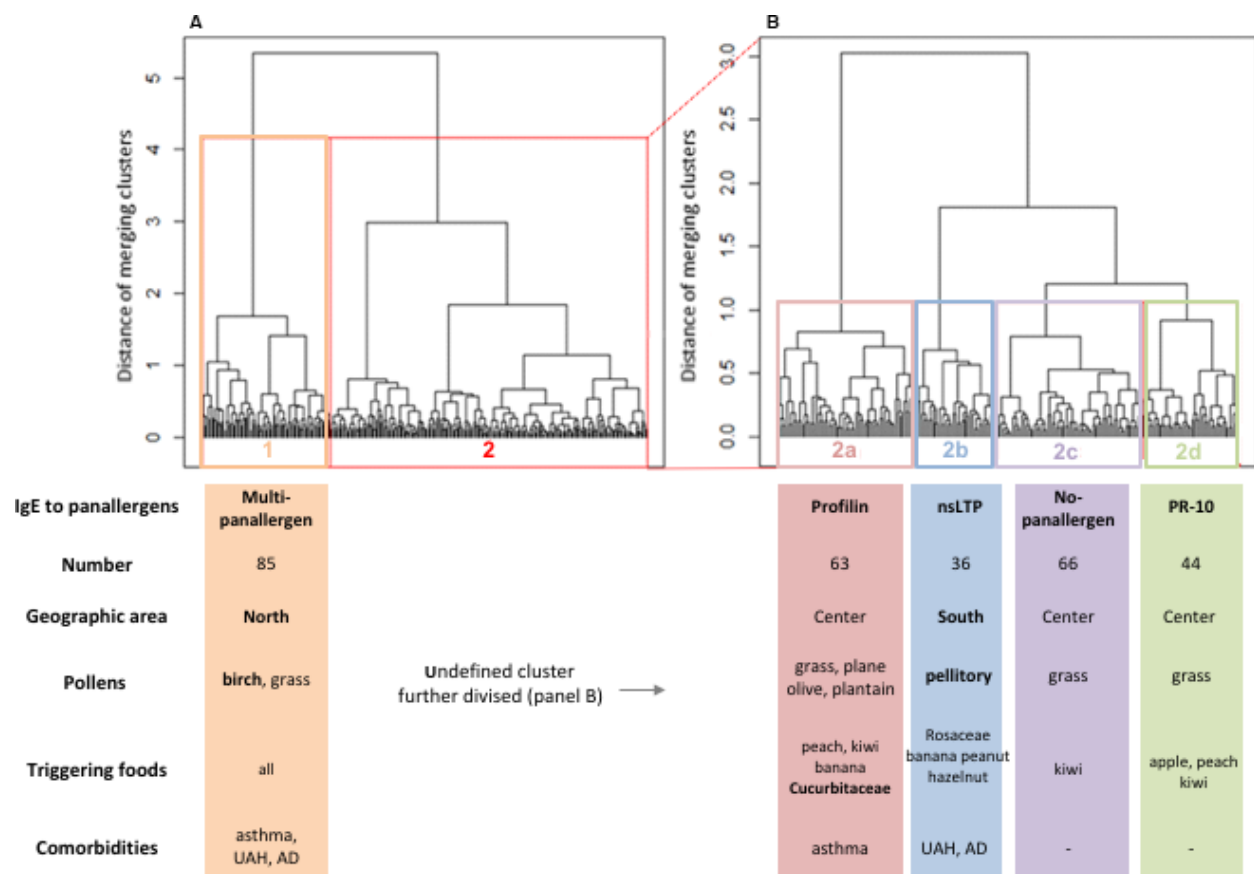 A
B
Distance of merging clusters
5
4
3
2
1
0
1
2
Distance of merging clusters
3.0
2.5
2.0
1.5
1.0
0.5
0.0
2a
2b
2c
2d
IgE to panallergens
Multi-
panallergen
Profilin
nsLTP
No-
panallergen
PR-10
Number
85
63
36
66
44
Geographic area
North
Center
South
Center
Center
Pollens
birch, grass
Undefined cluster
further divised (panel B)
grass, plane
olive, plantain
pellitory
grass
grass
Triggering foods
all
peach, kiwi
banana
Cucurbitaceae
Rosaceae
banana peanut
hazelnut
kiwi
apple, peach
kiwi
Comorbidities
asthma,
UAH, AD
asthma
UAH, AD
-
-